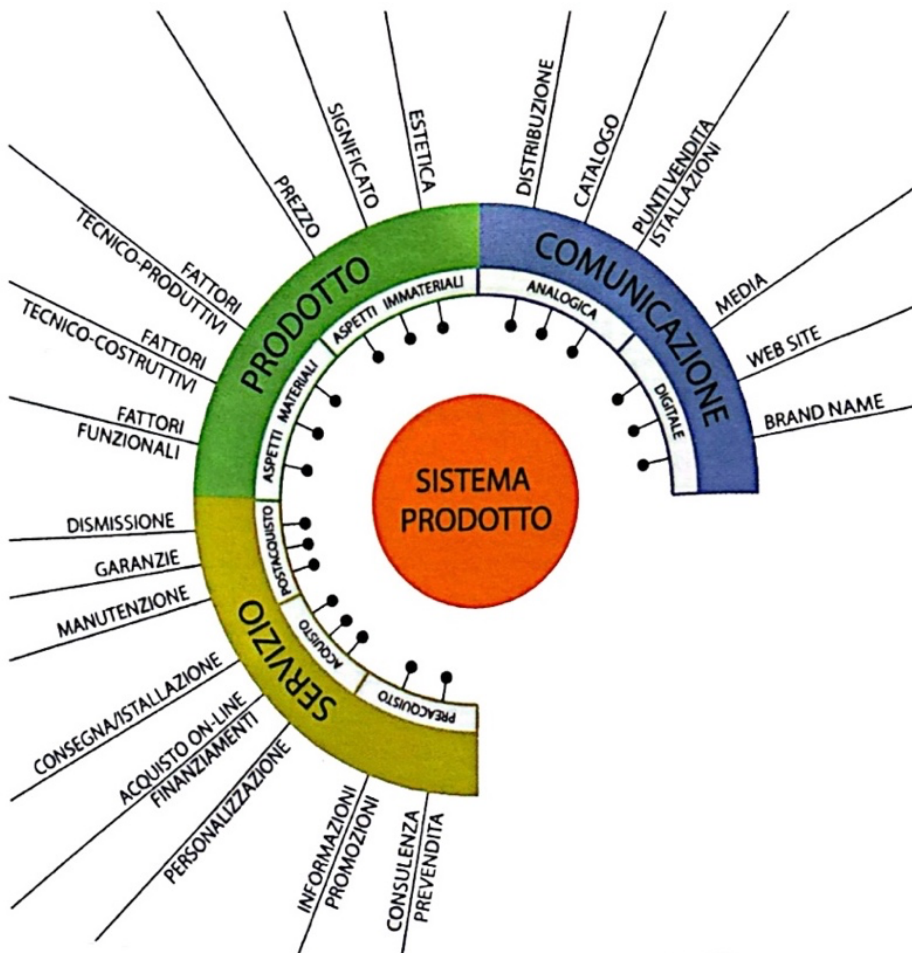 DISTRIBUZIONE
CATALOGO
PUNTI VENDITA
ISTALLAZIONI
MEDIA
WEB SITE
BRAND NAME
COMUNICAZIONE
ANALOGICA
DIGITALE
ESTETICA
SIGNIFICATO
PREZZO
FATTORI
TECNICO-PRODUTTIVI
FATTORI
TECNICO-COSTRUTTIVI
FATTORI
FUNZIONALI
PRODOTTO
ASPETTI IMMATERIALI
ASPETTI MATERIALI
SISTEMA
PRODOTTO
DISMISSIONE
GARANZIE
MANUTENZIONE
CONSEGNA/ISTALLAZIONE
ACQUISTO ON-LINE
FINANZIAMENTI
PERSONALIZZAZIONE
INFORMAZIONI
PROMOZIONI
CONSULENZA
PREVENDITA
SERVIZIO
POSTACQUISTO
ACQUISTO
PREACQUISTO